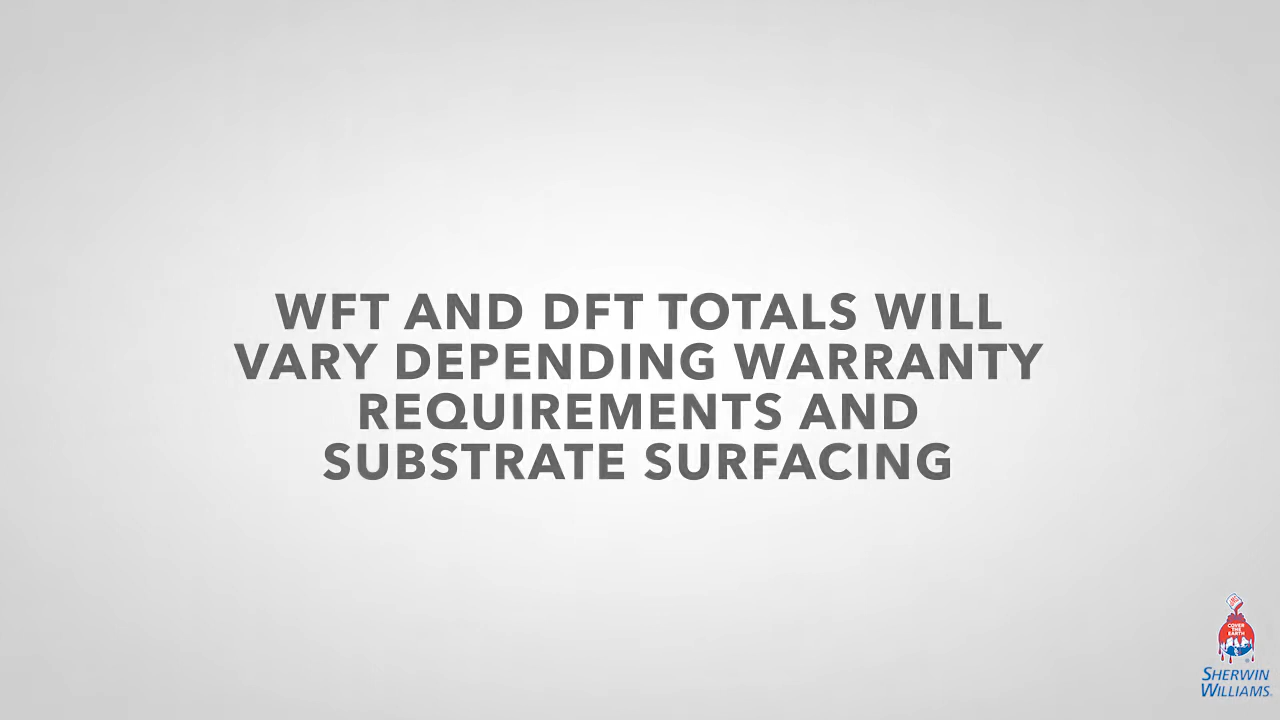 WFT AND DFT TOTALS WILL
VARY DEPENDING WARRANTY
REQUIREMENTS AND
SUBSTRATE SURFACING
COVER
THE
EARTH
SHERWIN
WILLIAMS.